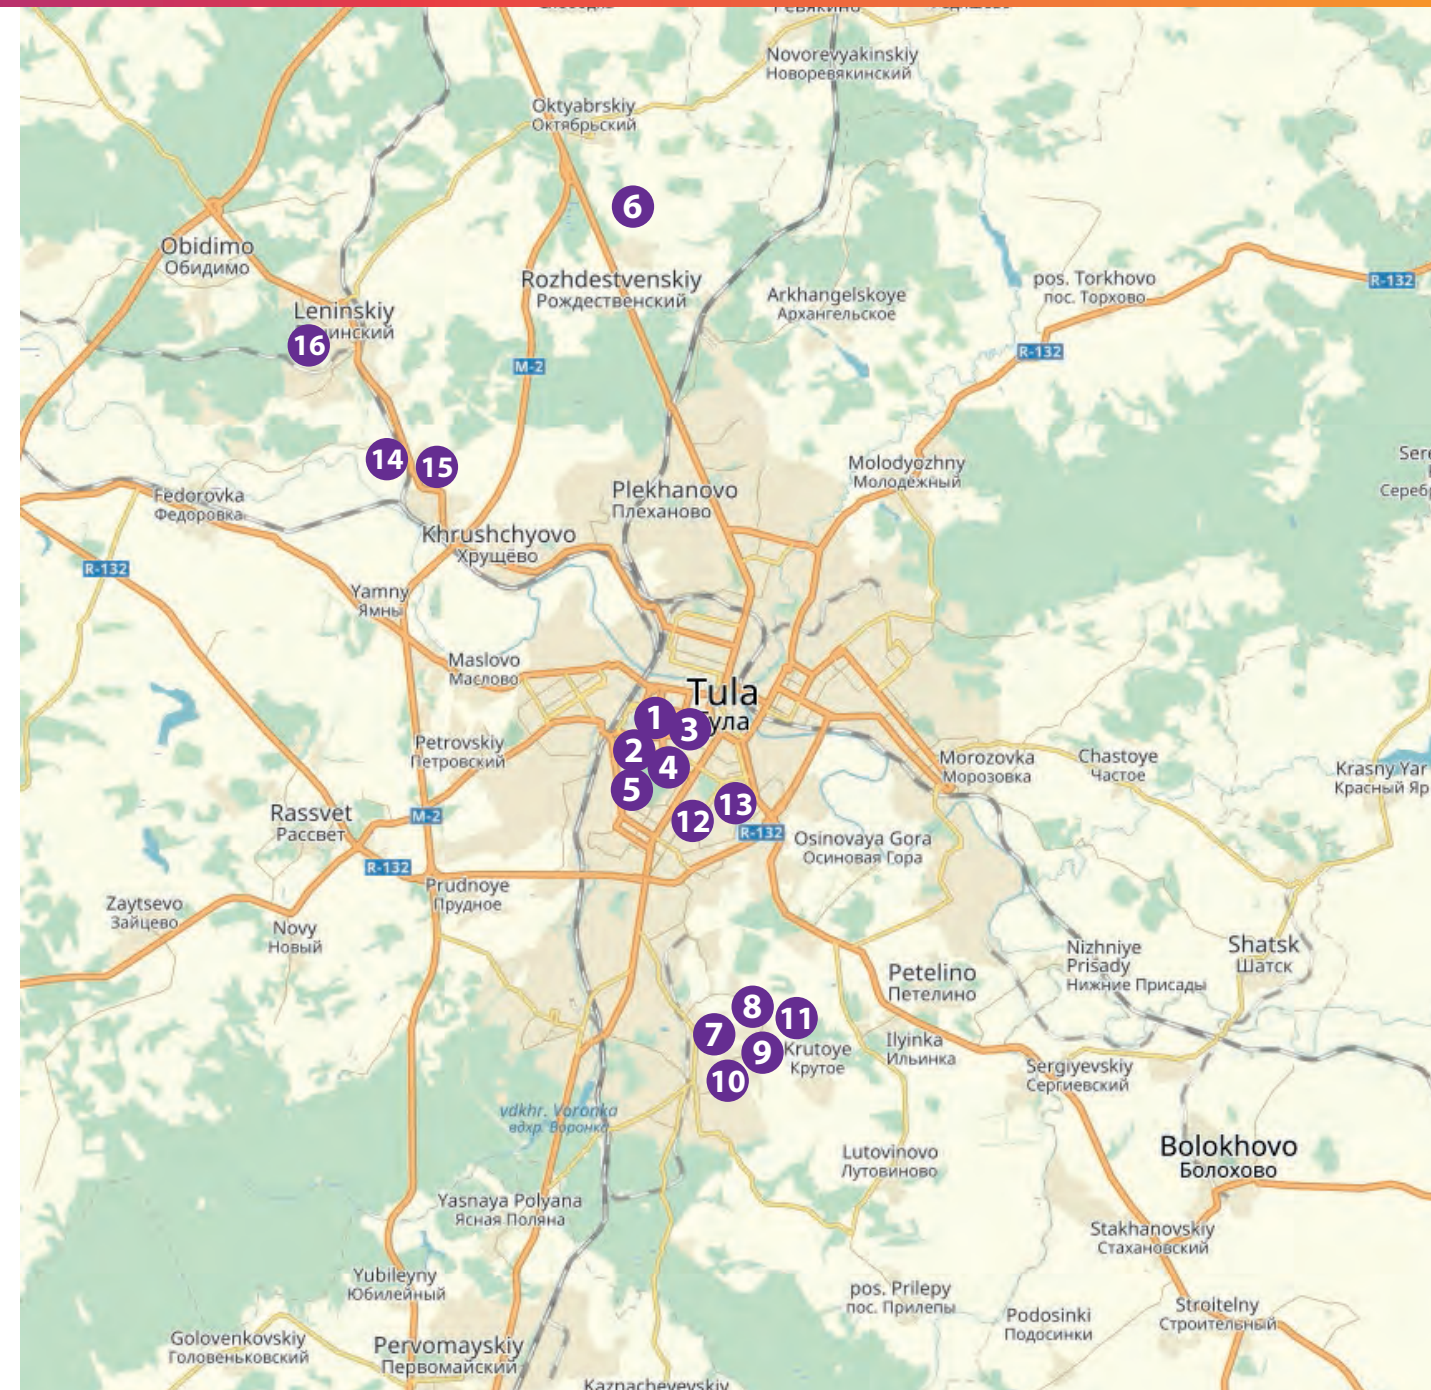 Novorevyakinskiy
Новоревякинский
Oktyabrskiy
Октябрьский
6
Obidimo
Обидимо
Rozhdestvenskiy
Рождественский
Arkhangelskoye
Архангельское
pos. Torkhovo
пос. Торхово
R-132
Leninskiy
16
R-132
M-2
14
15
Molodyozhny
Молодёжный
Fedorovka
Федоровка
Plekhanovo
Плеханово
Khrushchyovo
Хрущёво
R-132
Yamny
Ямны
Maslovo
Маслово
Tula
1
3
2
4
5
13
12
Petrovskiy
Петровский
Morozovka
Морозовка
Chastoye
Частое
Krasny Yar
Красный Яр
Rassvet
Рассвет
M-2
R-132
Osinovaya Gora
Осиновая Гора
R-132
Prudnoye
Прудное
Zaytsevo
Зайцево
Novy
Новый
Nizhniye
Prisady
Нижние Присады
Shatsk
Шатск
Petelino
Петелино
8
11
7
9
10
Krutoye
Крутое
Ilyinka
Ильинка
Sergiyevskiy
Сергиевский
vdkhr. Voronka
вдхр. Воронка
Bolokhovo
Болохово
Lutovinovo
Лутовиново
Yasnaya Polyana
Ясная Поляна
Stakhanovskiy
Стахановский
Yubileyny
Юбилейный
pos. Prilepy
пос. Прилепы
Podosinki
Подосинки
Stroitelny
Строительный
Golovenkovskiy
Головеньковский
Pervomayskiy
Первомайский
Kaznacheyevskiy